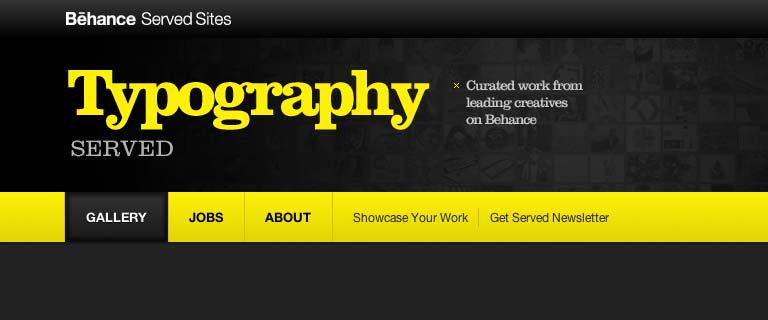 Bēhance Served Sites
Typography
SERVED
× Curated work from
leading creatives
on Behance
GALLERY JOBS ABOUT Showcase Your Work Get Served Newsletter